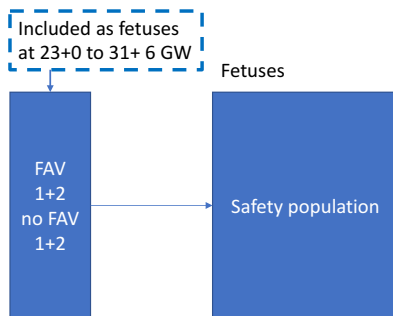 Included as fetuses
at 23+0 to 31+ 6 GW
Fetuses
FAV
1+2
no FAV
1+2
Safety population